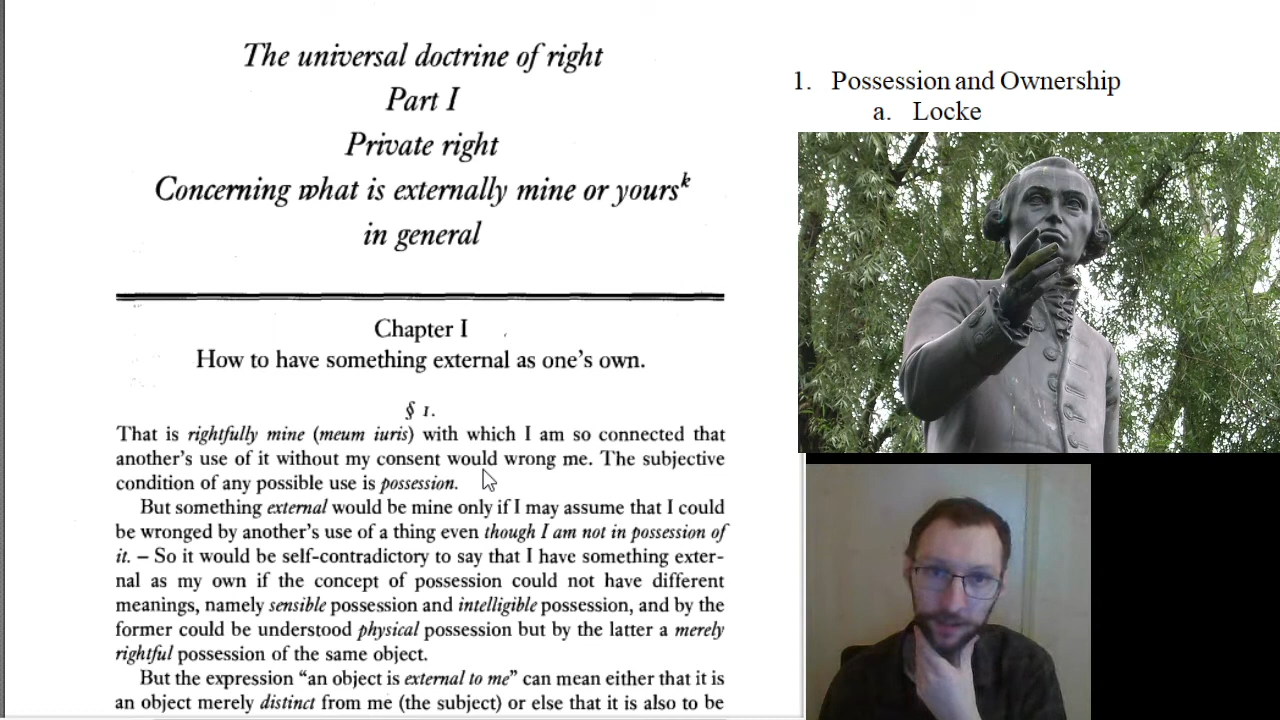 The universal doctrine of right
Part I
Private right
Concerning what is externally mine or yoursᵏ
in general
Chapter I
How to have something external as one's own.
§ 1.
That is rightfully mine (meum iuris) with which I am so connected that
another's use of it without my consent would wrong me. The subjective
condition of any possible use is possession.
But something external would be mine only if I may assume that I could
be wronged by another's use of a thing even though I am not in possession of
it. – So it would be self-contradictory to say that I have something exter-
nal as my own if the concept of possession could not have different
meanings, namely sensible possession and intelligible possession, and by the
former could be understood physical possession but by the latter a merely
rightful possession of the same object.
But the expression "an object is external to me" can mean either that it is
an object merely distinct from me (the subject) or else that it is also to be
1. Possession and Ownership
a. Locke